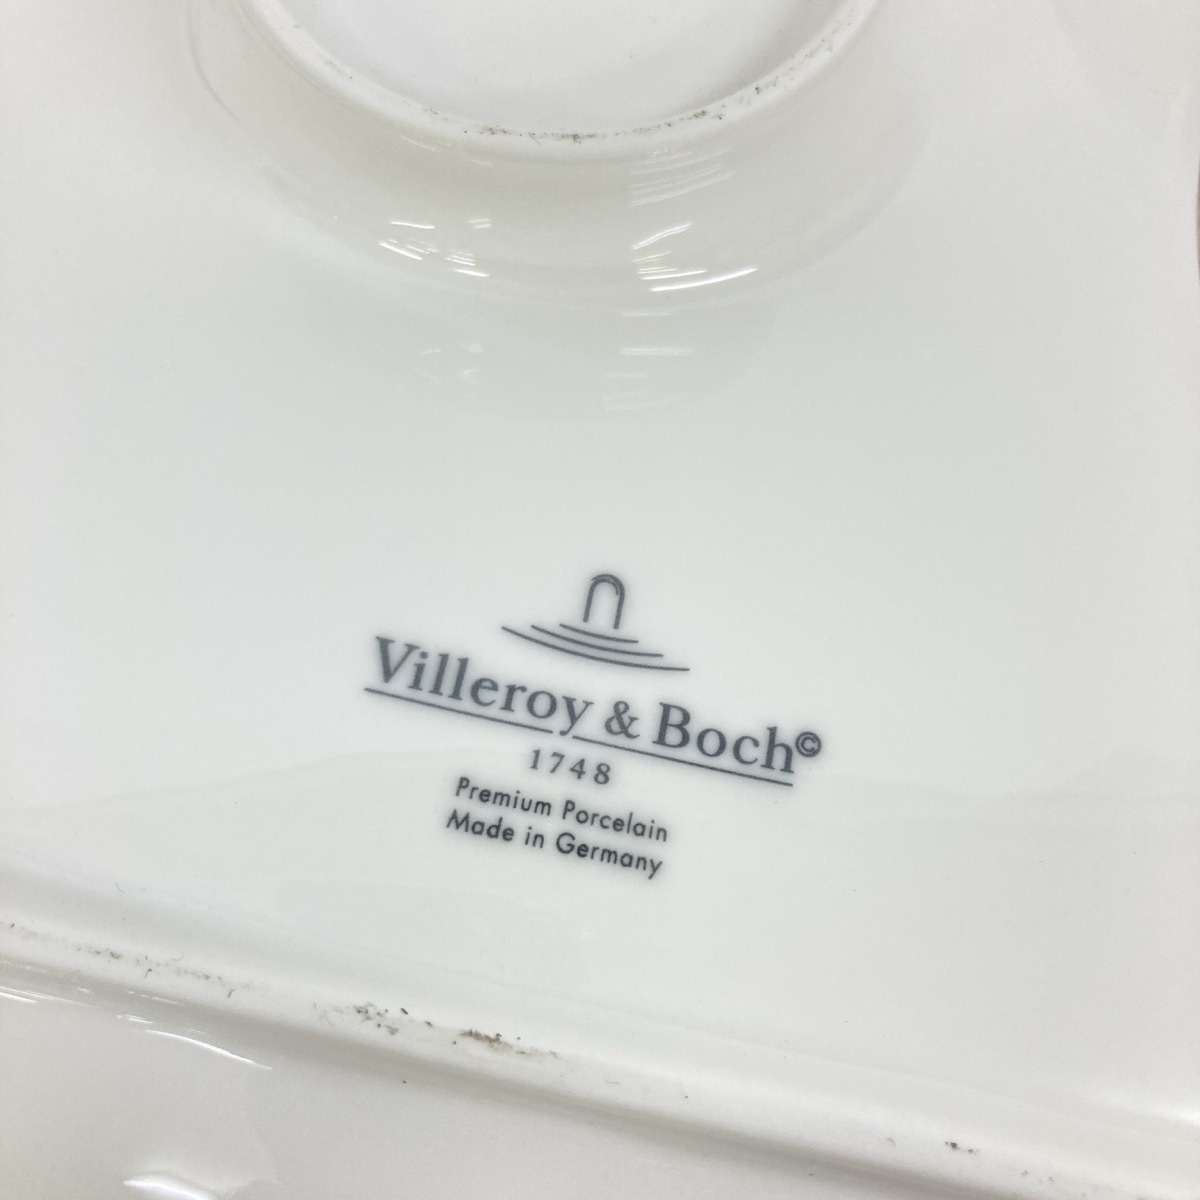 Villeroy & Boch©
1748
Premium Porcelain
Made in Germany